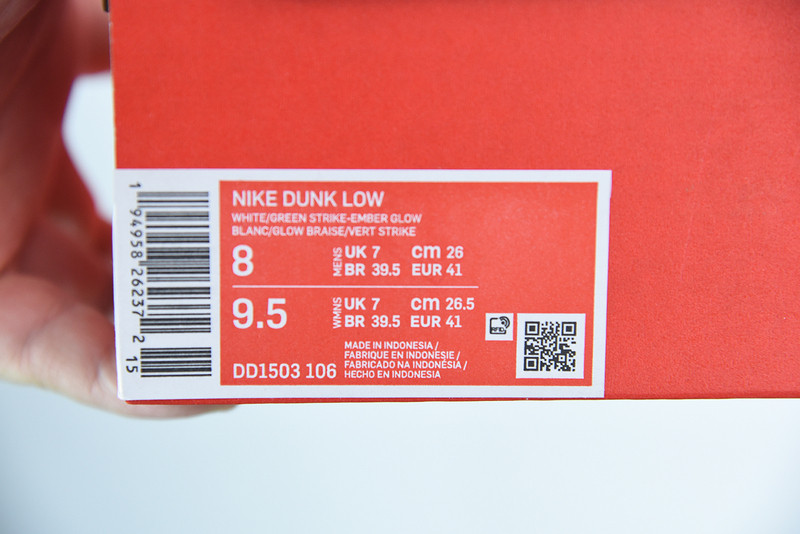 1 94958 26237 2 15
NIKE DUNK LOW
WHITE/GREEN STRIKE-EMBER GLOW
BLANC/GLOW BRAISE/VERT STRIKE
8
MENS
UK 7 cm 26
BR 39.5 EUR 41
9.5
WMNS
UK 7 cm 26.5
BR 39.5 EUR 41
RFID
MADE IN INDONESIA /
FABRIQUE EN INDONÉSIE /
FABRICADO NA INDONÉSIA /
HECHO EN INDONESIA
DD1503 106